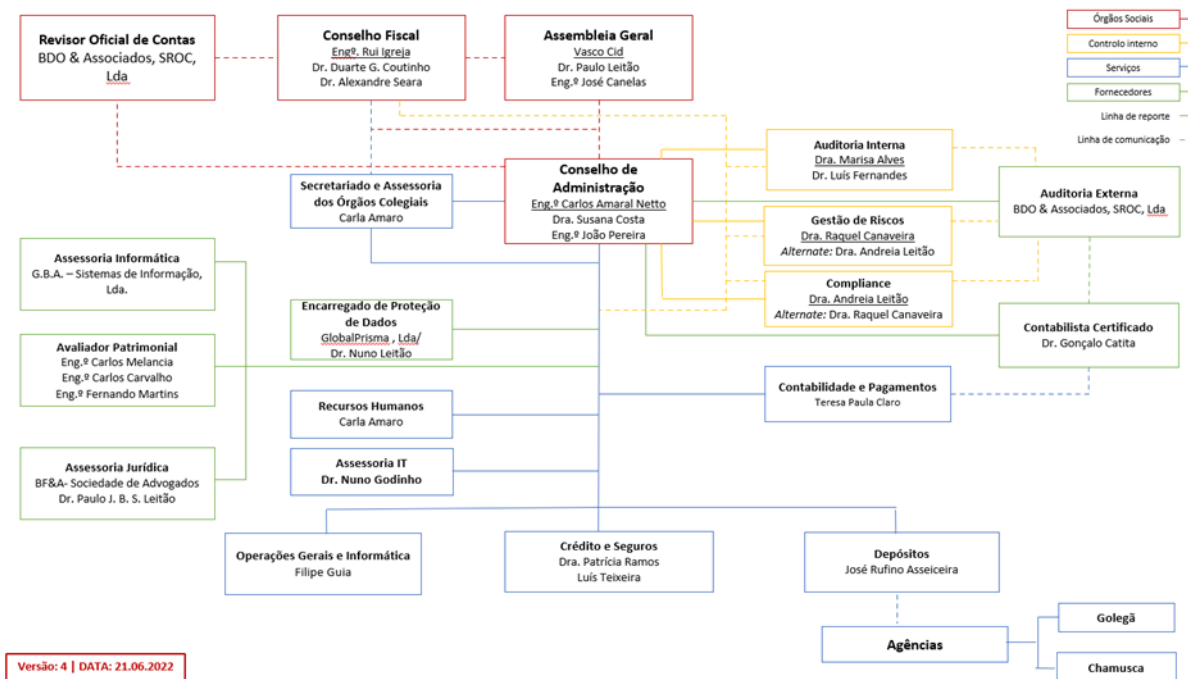 Revisor Oficial de Contas
BDO & Associados, SROC,
Lda
Conselho Fiscal
Engº. Rui Igreja
Dr. Duarte G. Coutinho
Dr. Alexandre Seara
Assembleia Geral
Vasco Cid
Dr. Paulo Leitão
Eng.º José Canelas
Órgãos Sociais
Controlo interno
Serviços
Fornecedores
Linha de reporte
Linha de comunicação
Secretariado e Assessoria
dos Órgãos Colegiais
Carla Amaro
Conselho de
Administração
Eng.º Carlos Amaral Netto
Dra. Susana Costa
Eng.º João Pereira
Auditoria Interna
Dra. Marisa Alves
Dr. Luís Fernandes
Gestão de Riscos
Dra. Raquel Canaveira
Alternate: Dra. Andreia Leitão
Compliance
Dra. Andreia Leitão
Alternate: Dra. Raquel Canaveira
Auditoria Externa
BDO & Associados, SROC, Lda
Assessoria Informática
G.B.A. – Sistemas de Informação,
Lda.
Encarregado de Proteção
de Dados
GlobalPrisma , Lda/
Dr. Nuno Leitão
Contabilista Certificado
Dr. Gonçalo Catita
Avaliador Patrimonial
Eng.º Carlos Melancia
Eng.º Carlos Carvalho
Eng.º Fernando Martins
Recursos Humanos
Carla Amaro
Contabilidade e Pagamentos
Teresa Paula Claro
Assessoria Jurídica
BF&A- Sociedade de Advogados
Dr. Paulo J. B. S. Leitão
Assessoria IT
Dr. Nuno Godinho
Operações Gerais e Informática
Filipe Guia
Crédito e Seguros
Dra. Patrícia Ramos
Luís Teixeira
Depósitos
José Rufino Asseiceira
Agências
Golegã
Chamusca
Versão: 4 | DATA: 21.06.2022